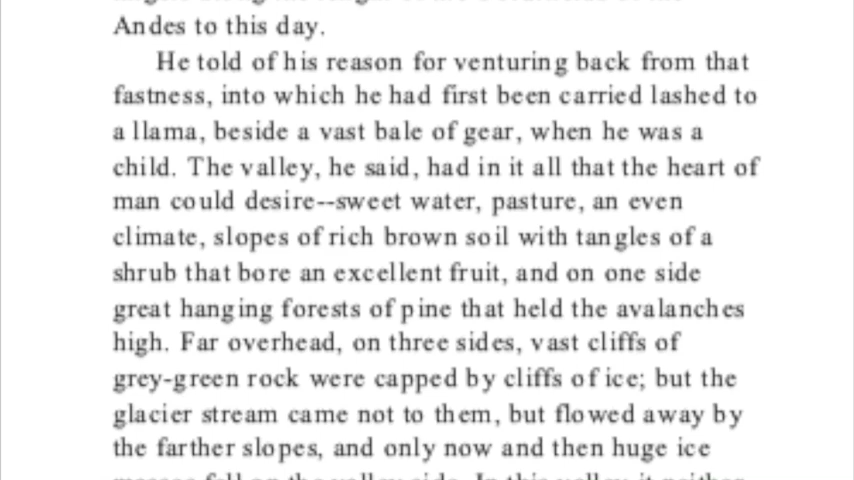 Andes to this day.
He told of his reason for venturing back from that
fastness, into which he had first been carried lashed to
a llama, beside a vast bale of gear, when he was a
child. The valley, he said, had in it all that the heart of
man could desire--sweet water, pasture, an even
climate, slopes of rich brown soil with tangles of a
shrub that bore an excellent fruit, and on one side
great hanging forests of pine that held the avalanches
high. Far overhead, on three sides, vast cliffs of
grey-green rock were capped by cliffs of ice; but the
glacier stream came not to them, but flowed away by
the farther slopes, and only now and then huge ice